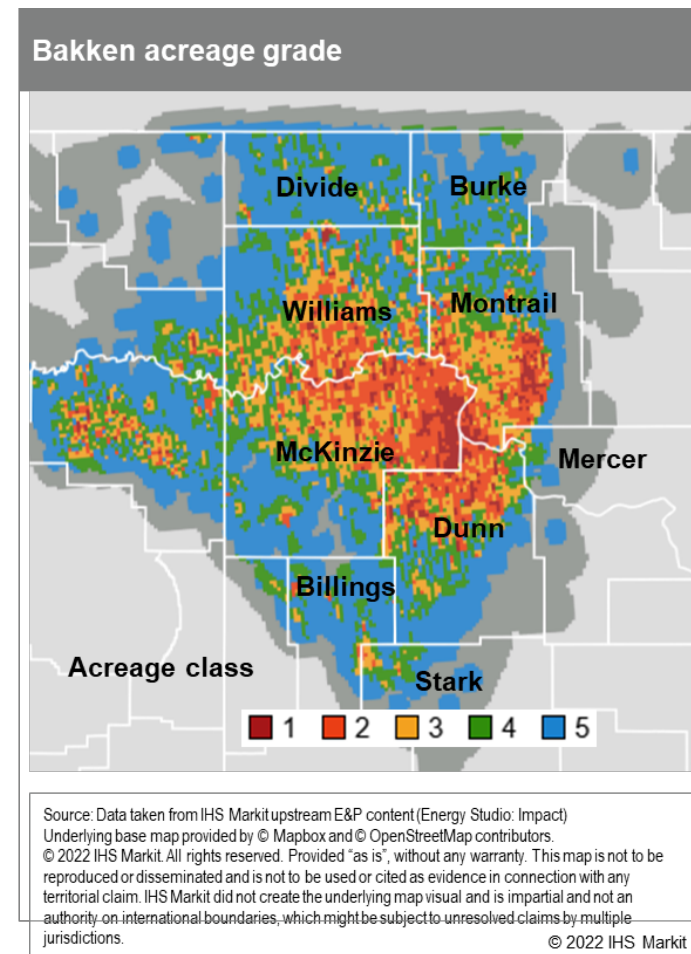 Bakken acreage grade
Divide
Burke
Williams
Montrail
McKinzie
Mercer
Dunn
Billings
Acreage class
Stark
1 2 3 4 5
Source: Data taken from IHS Markit upstream E&P content (Energy Studio: Impact)
Underlying base map provided by © Mapbox and © OpenStreetMap contributors.
© 2022 IHS Markit. All rights reserved. Provided “as is”, without any warranty. This map is not to be
reproduced or disseminated and is not to be used or cited as evidence in connection with any
territorial claim. IHS Markit did not create the underlying map visual and is impartial and not an
authority on international boundaries, which might be subject to unresolved claims by multiple
jurisdictions.
© 2022 IHS Markit